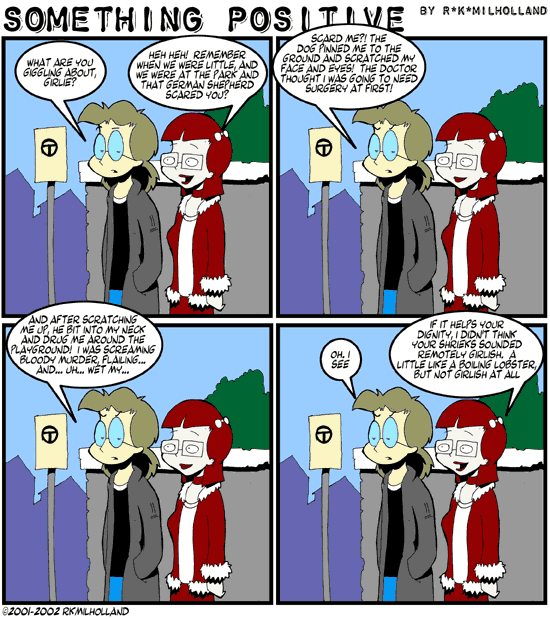 SOMETHING POSITIVE BY R*K*MILHOLLAND
WHAT ARE YOU
GIGGLING ABOUT,
GIRLIE?
HEH HEH! REMEMBER
WHEN WE WERE LITTLE, AND
WE WERE AT THE PARK AND
THAT GERMAN SHEPHERD
SCARED YOU?
T
SCARED ME?! THE
DOG PINNED ME TO THE
GROUND AND SCRATCHED MY
FACE AND EYES! THE DOCTOR
THOUGHT I WAS GOING TO NEED
SURGERY AT FIRST!
T
AND AFTER SCRATCHING
ME UP, HE BIT INTO MY NECK
AND DRUG ME AROUND THE
PLAYGROUND! I WAS SCREAMING
BLOODY MURDER, FLAILING...
AND... UH... WET MY...
T
OH. I
SEE
IF IT HELPS YOUR
DIGNITY, I DIDN'T THINK
YOUR SHRIEKS SOUNDED
REMOTELY GIRLISH. A
LITTLE LIKE A BOILING LOBSTER,
BUT NOT GIRLISH AT ALL
T
©2001-2002 RKMILHOLLAND